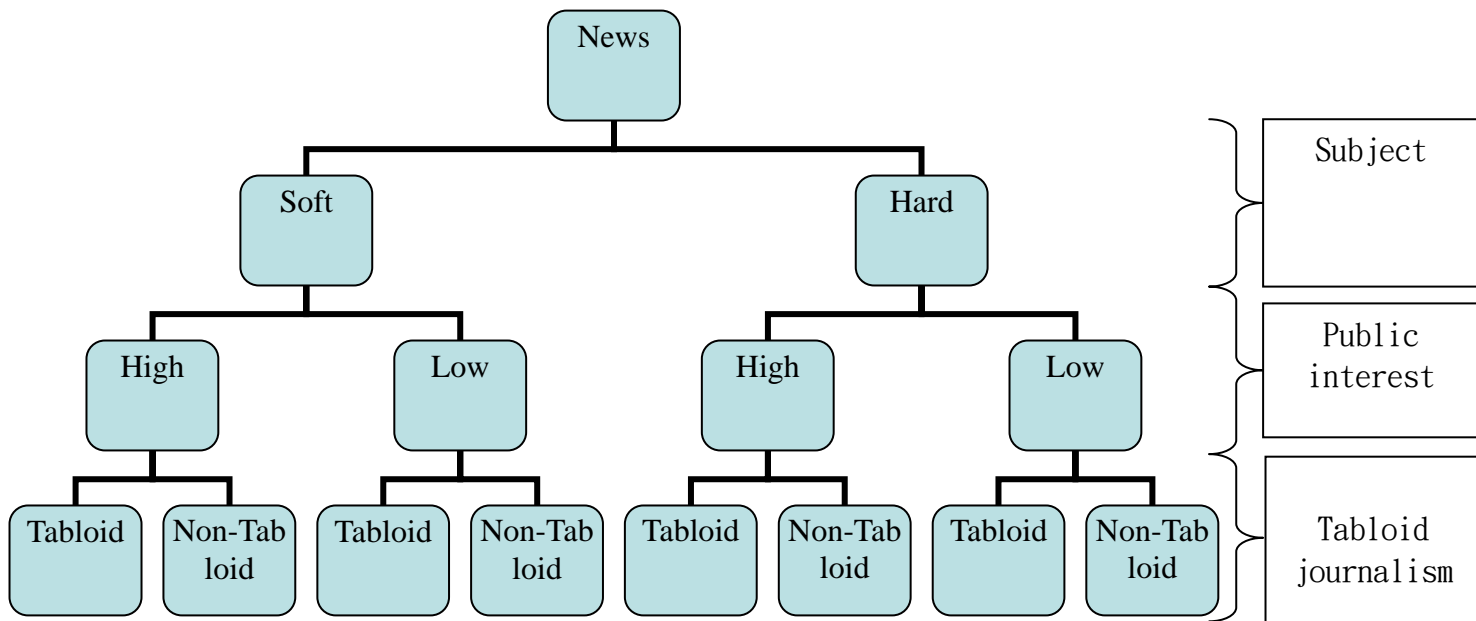 News
Subject
Soft
Hard
Public
interest
High
Low
High
Low
Tabloid
Non-Tab
loid
Tabloid
Non-Tab
loid
Tabloid
Non-Tab
loid
Tabloid
Non-Tab
loid
Tabloid
journalism